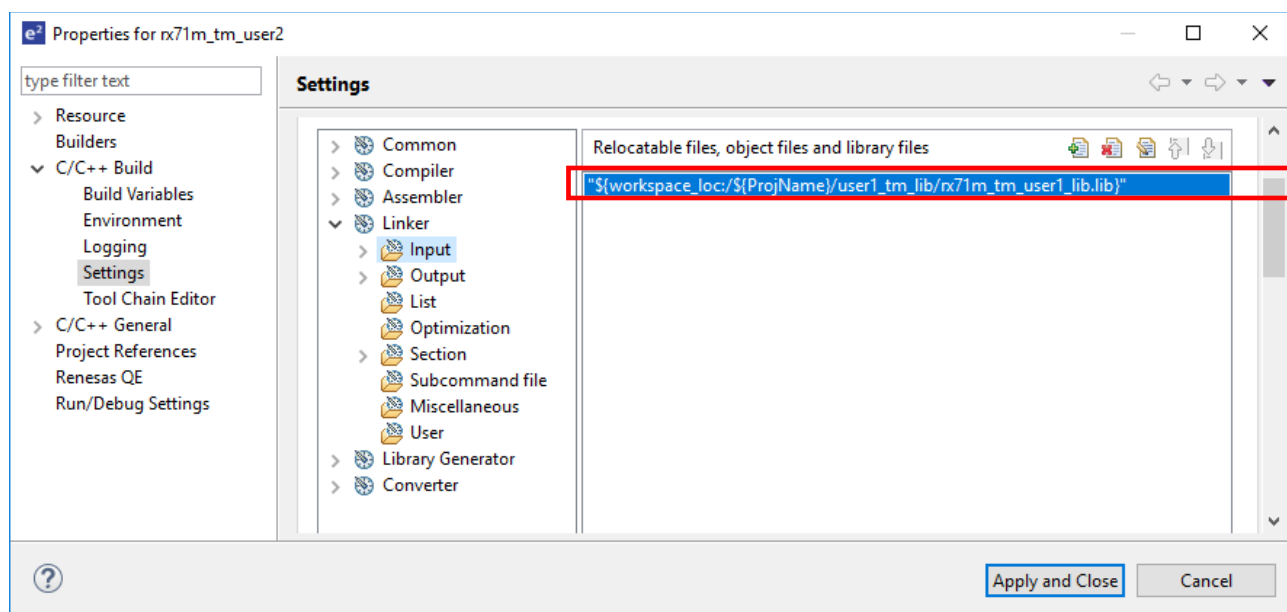 e² Properties for rx71m_tm_user2
type filter text
Settings
Resource
Builders
C/C++ Build
Build Variables
Environment
Logging
Settings
Tool Chain Editor
C/C++ General
Project References
Renesas QE
Run/Debug Settings
Common
Compiler
Assembler
Linker
Input
Output
List
Optimization
Section
Subcommand file
Miscellaneous
User
Library Generator
Converter
Relocatable files, object files and library files
"${workspace_loc:/${ProjName}/user1_tm_lib/rx71m_tm_user1_lib.lib}"
?
Apply and Close
Cancel